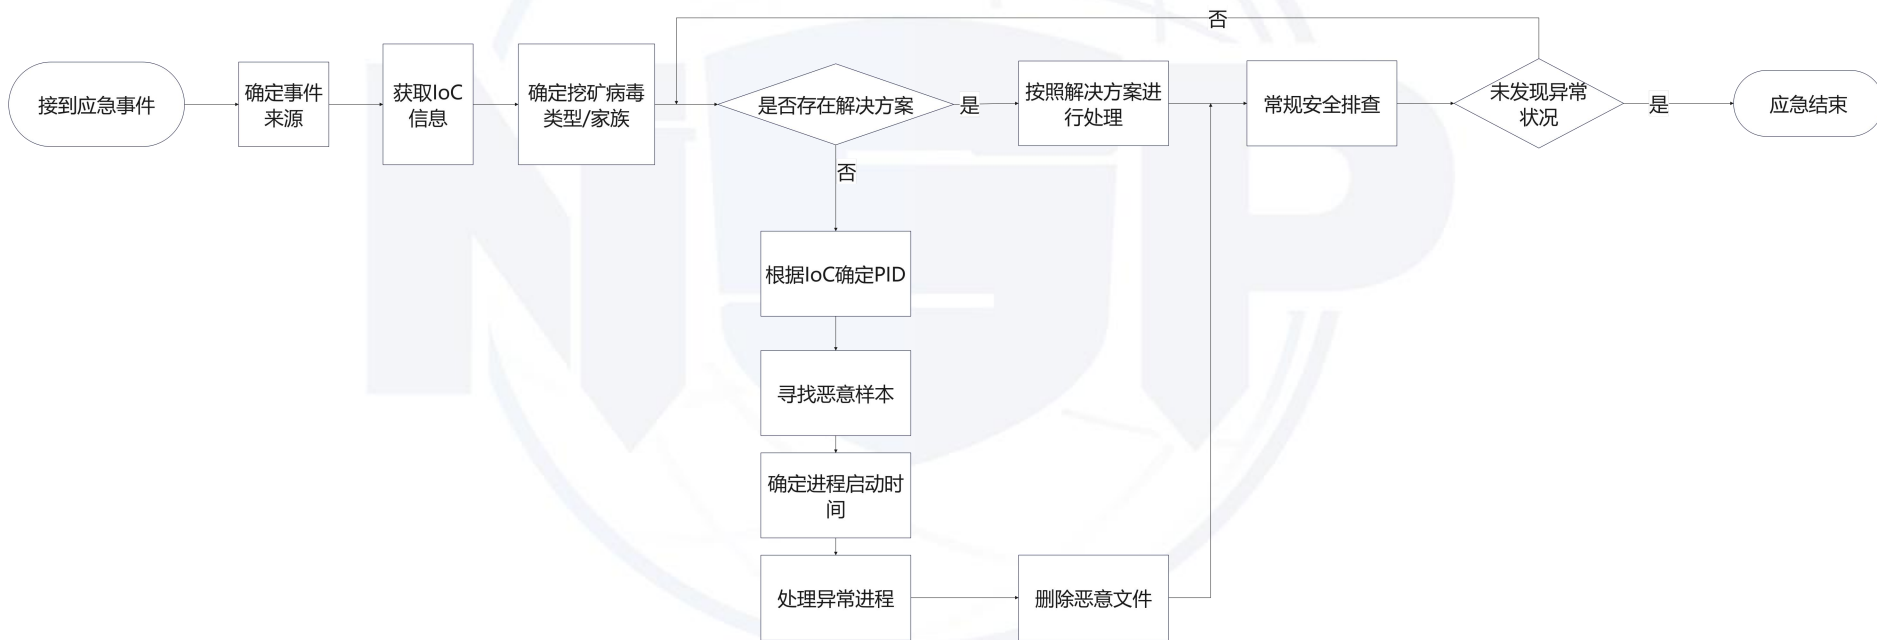 否
接到应急事件
确定事件
来源
获取IoC
信息
确定挖矿病毒
类型/家族
是否存在解决方案
是
按照解决方案进
行处理
常规安全排查
未发现异常
状况
是
应急结束
否
根据IoC确定PID
寻找恶意样本
确定进程启动时
间
处理异常进程
删除恶意文件
NOP